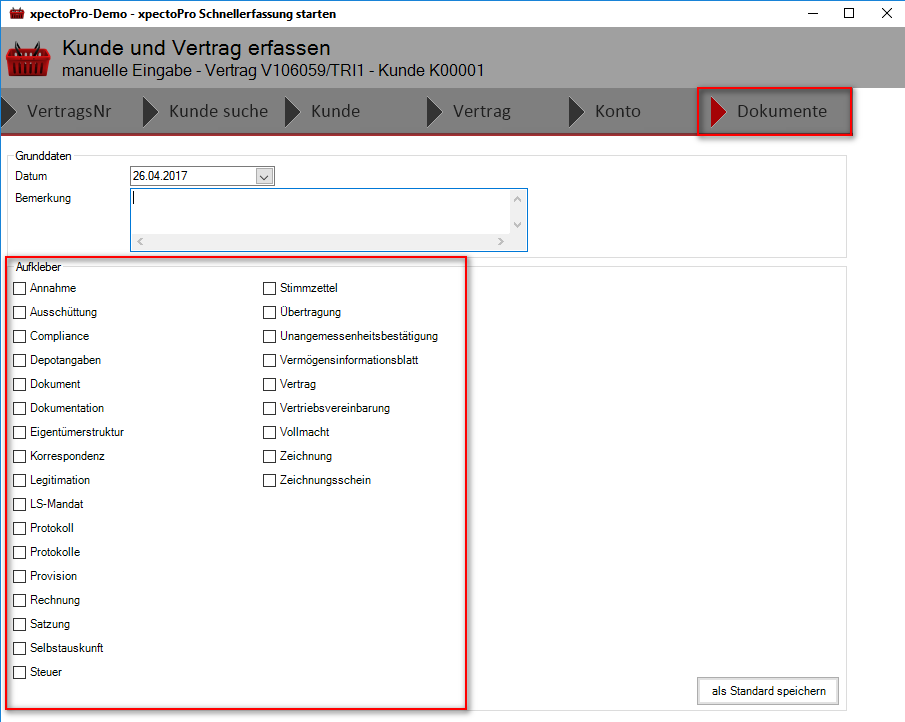 xpectoPro-Demo - xpectoPro Schnellerfassung starten
Kunde und Vertrag erfassen
manuelle Eingabe - Vertrag V106059/TRI1 - Kunde K00001
VertragsNr Kunde suche Kunde Vertrag Konto Dokumente
Grunddaten
Datum 26.04.2017
Bemerkung
Aufkleber
Annahme
Ausschüttung
Compliance
Depotangaben
Dokument
Dokumentation
Eigentümerstruktur
Korrespondenz
Legitimation
LS-Mandat
Protokoll
Protokolle
Provision
Rechnung
Satzung
Selbstauskunft
Steuer
Stimmzettel
Übertragung
Unangemessenheitsbestätigung
Vermögensinformationsblatt
Vertrag
Vertriebsvereinbarung
Vollmacht
Zeichnung
Zeichnungsschein
als Standard speichern